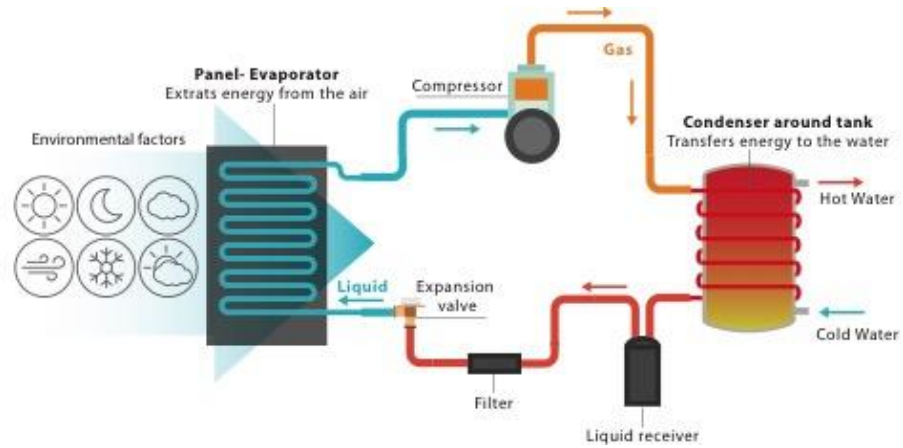 Gas
Panel- Evaporator
Extrats energy from the air
Compressor
Condenser around tank
Transfers energy to the water
Environmental factors
Hot Water
Liquid
Expansion
valve
Cold Water
Filter
Liquid receiver